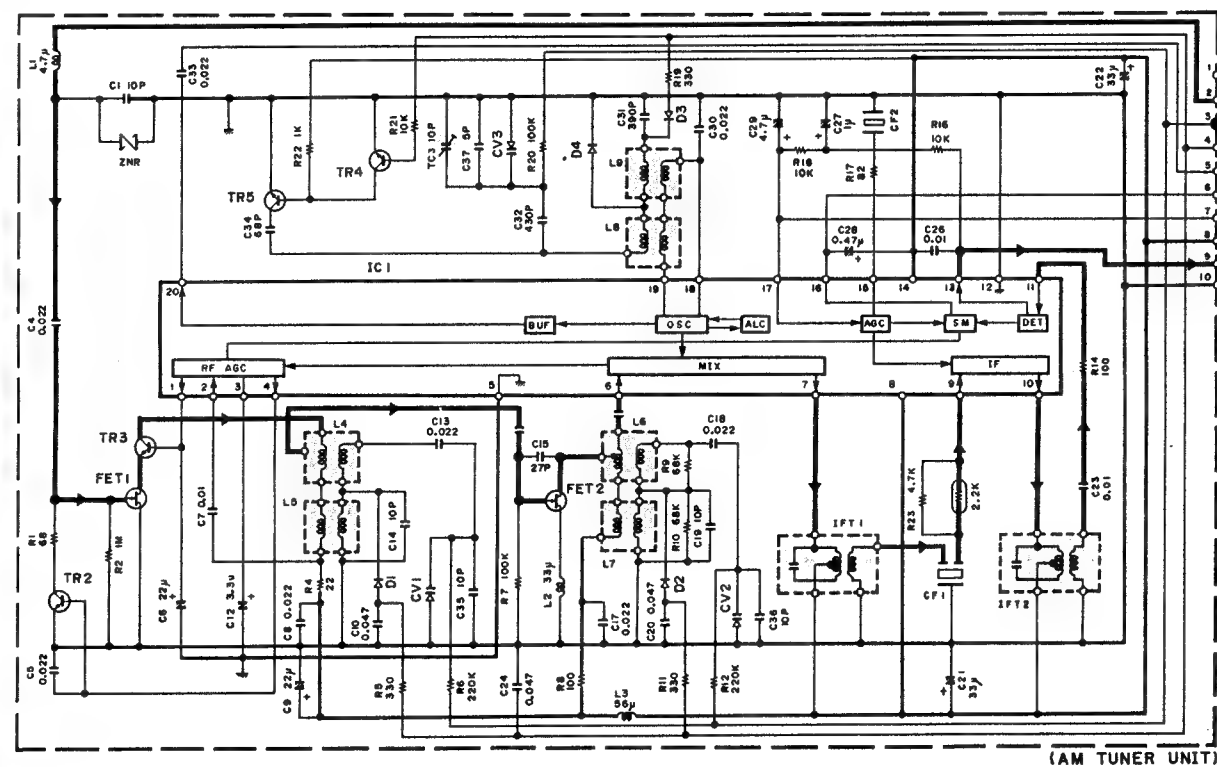 L1
4.7µ
C1 10P
ZNR
C33
0.022
R22 1K
R21
10K
TR4
TR5
C34
68P
TC3 10P
C37 5P
CV3
R20 100K
C32
430P
D4
C31
390P
R19
330
D3
C30
0.022
L9
L8
C29
4.7µ
+
C27
1µ
+
CF2
R18
10K
R17
82
R16
10K
C28
0.47µ
+
C26
0.01
C22
33µ
+
1
2
3
4
5
6
7
8
9
10
IC1
20
19
18
17
16
15
14
13
12
11
BUF
OSC
ALC
AGC
SM
DET
RF AGC
MIX
IF
1
2
3
4
5
6
7
8
9
10
C4
0.022
TR3
FET1
R1
68
R2 1M
TR2
C5
0.022
C7 0.01
C6 22µ
+
C12 3.3µ
+
L4
L5
R4
22
C8 0.022
C9 22µ
+
C10
0.047
D1
C14 10P
C13
0.022
R5
330
CV1
R6
220K
C35 10P
R7 100K
C24
0.047
C15
27P
FET2
L2 33µ
R8
100
C17
0.022
L6
L7
R9
68K
R10 68K
C19 10P
C18
0.022
C20 0.047
D2
R11
330
CV2
R12
220K
C36
10P
L3
56µ
IFT1
R23 4.7K
2.2K
CF1
C21
33µ
+
IFT2
R14
100
C23
0.01
(AM TUNER UNIT)